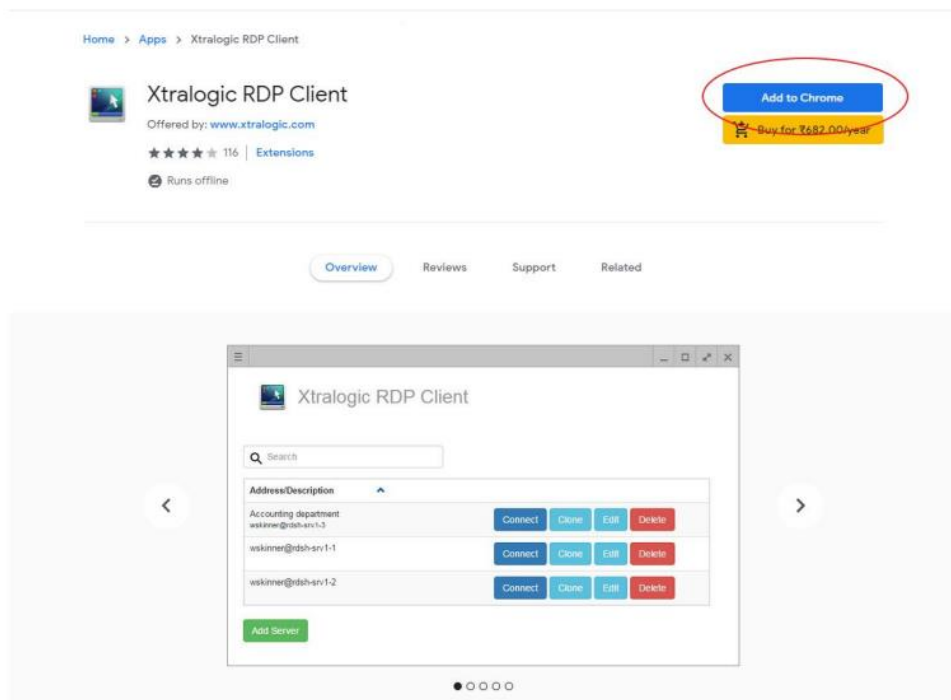 Home > Apps > Xtralogic RDP Client
Xtralogic RDP Client
Offered by: www.xtralogic.com
116 | Extensions
Runs offline
Add to Chrome
Buy for ₹682.00/year
Overview Reviews Support Related
Xtralogic RDP Client
Search
Address/Description
Accounting department
wskinner@rdsh-srv1-3
Connect Clone Edit Delete
wskinner@rdsh-srv1-1
Connect Clone Edit Delete
wskinner@rdsh-srv1-2
Connect Clone Edit Delete
Add Server